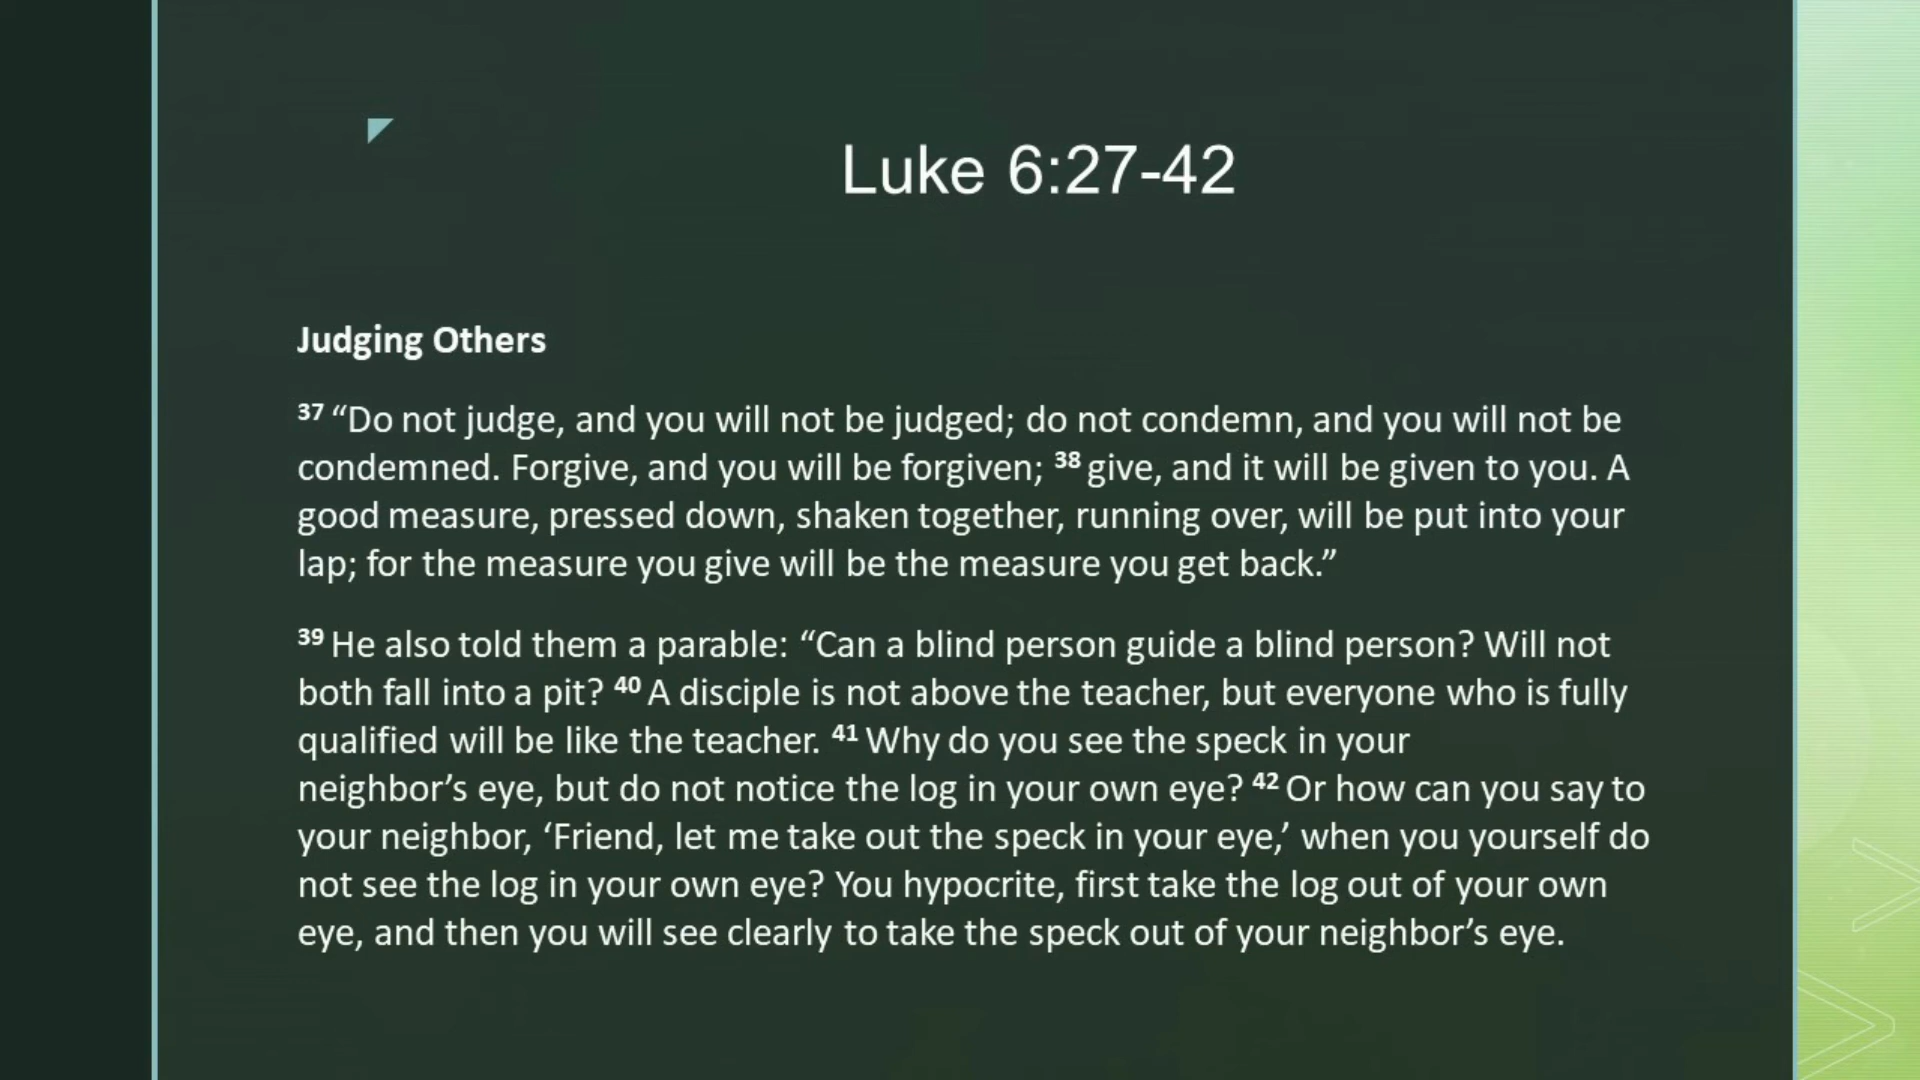 Luke 6:27-42
Judging Others
37 “Do not judge, and you will not be judged; do not condemn, and you will not be
condemned. Forgive, and you will be forgiven; 38 give, and it will be given to you. A
good measure, pressed down, shaken together, running over, will be put into your
lap; for the measure you give will be the measure you get back.”
39 He also told them a parable: “Can a blind person guide a blind person? Will not
both fall into a pit? 40 A disciple is not above the teacher, but everyone who is fully
qualified will be like the teacher. 41 Why do you see the speck in your
neighbor’s eye, but do not notice the log in your own eye? 42 Or how can you say to
your neighbor, ‘Friend, let me take out the speck in your eye,’ when you yourself do
not see the log in your own eye? You hypocrite, first take the log out of your own
eye, and then you will see clearly to take the speck out of your neighbor’s eye.